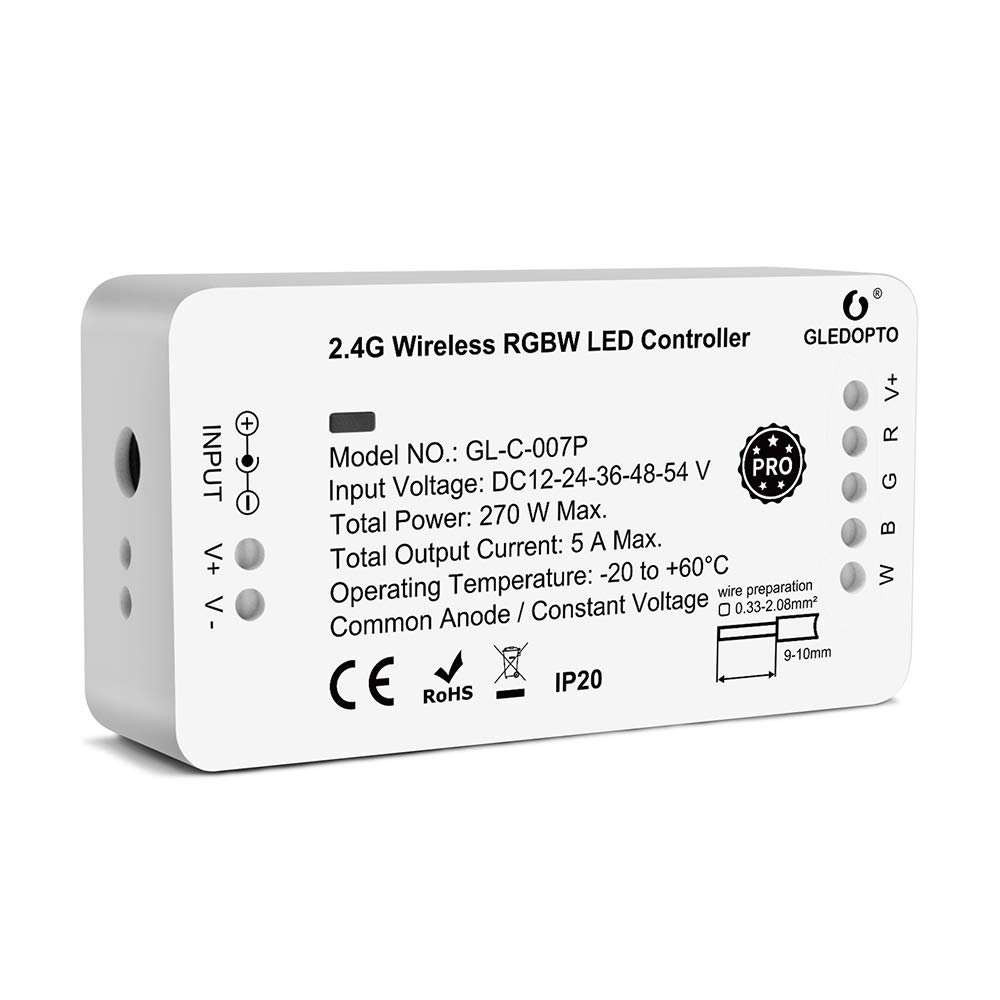 GLEDOPTO®
2.4G Wireless RGBW LED Controller
INPUT
V+
V-
Model NO.: GL-C-007P
Input Voltage: DC12-24-36-48-54 V
Total Power: 270 W Max.
Total Output Current: 5 A Max.
Operating Temperature: -20 to +60°C
Common Anode / Constant Voltage
PRO
V+
R
G
B
W
wire preparation
0.33-2.08mm²
9-10mm
CE
RoHS
IP20